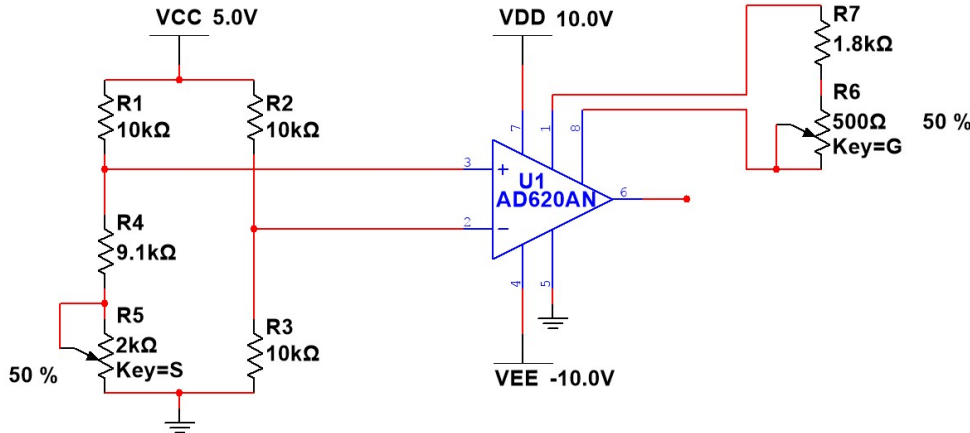 VCC 5.0V
R1
10kΩ
R2
10kΩ
R4
9.1kΩ
R5
2kΩ
Key=S
50 %
R3
10kΩ
VDD 10.0V
7
1
8
3
+
U1
AD620AN
6
2
−
4
5
VEE -10.0V
R7
1.8kΩ
R6
500Ω
50 %
Key=G